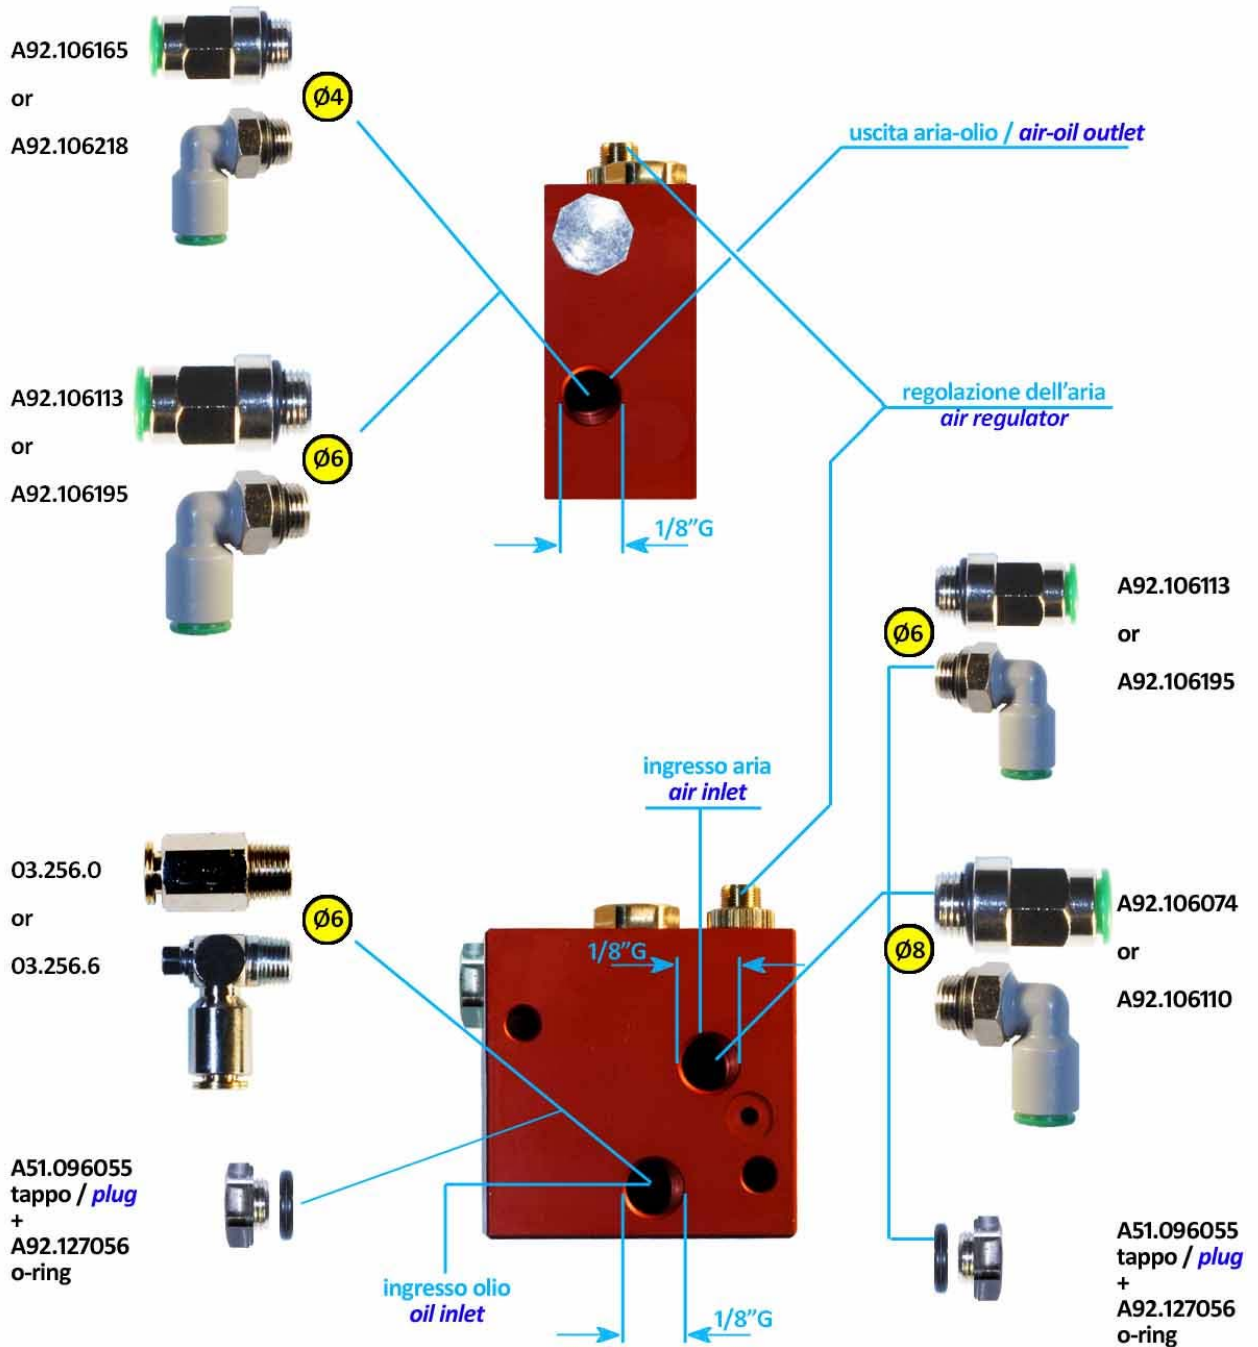 A92.106165
or
A92.106218
Ø4
uscita aria-olio / air-oil outlet
A92.106113
or
A92.106195
Ø6
regolazione dell'aria
air regulator
1/8”G
A92.106113
or
A92.106195
Ø6
ingresso aria
air inlet
03.256.0
or
03.256.6
Ø6
1/8”G
A92.106074
or
A92.106110
Ø8
A51.096055
tappo / plug
+
A92.127056
o-ring
ingresso olio
oil inlet
1/8”G
A51.096055
tappo / plug
+
A92.127056
o-ring